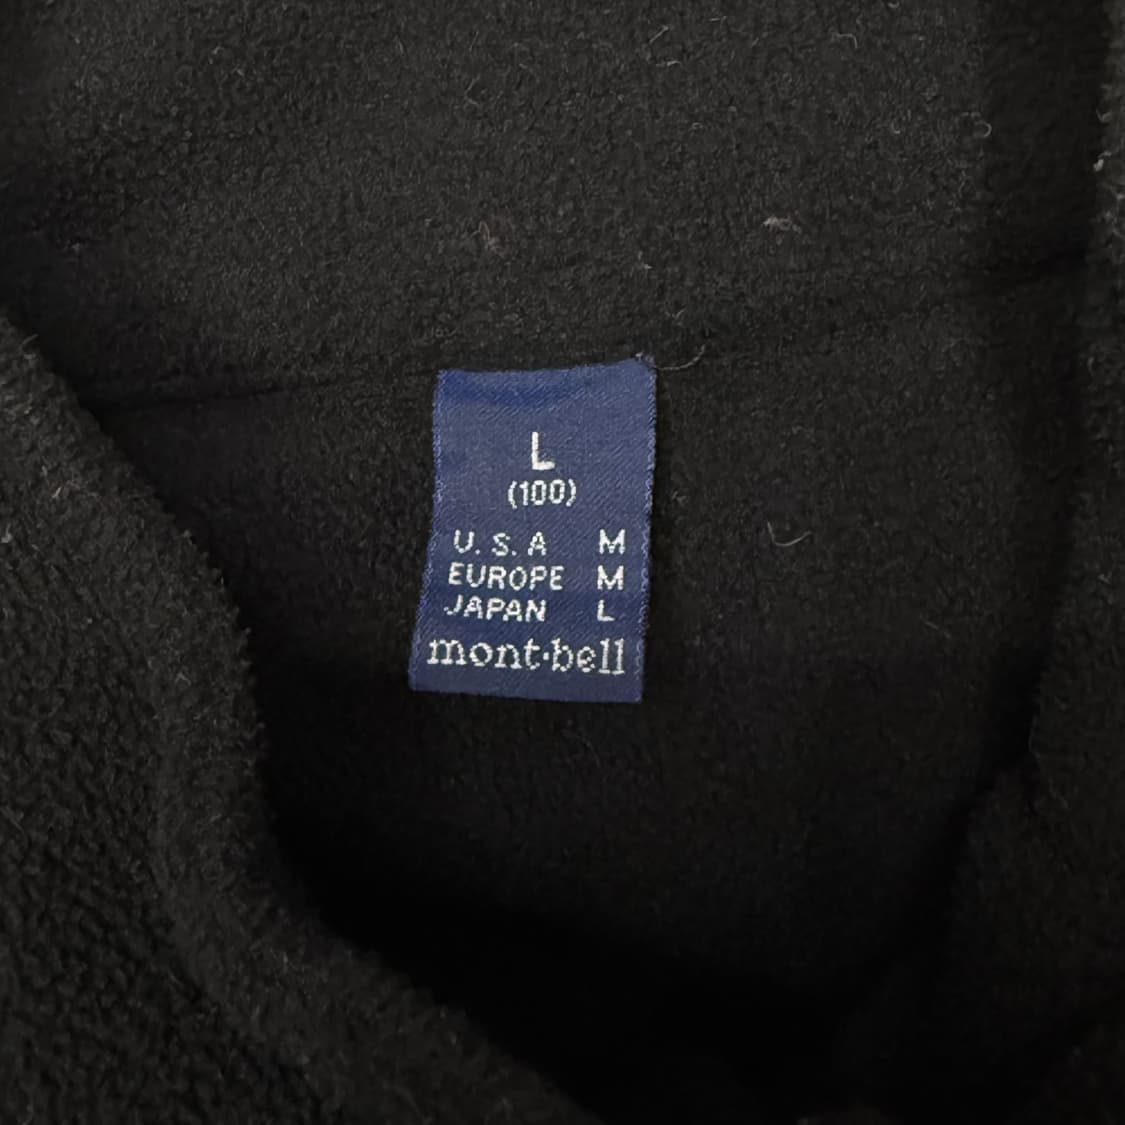 L
(100)
U.S.A M
EUROPE M
JAPAN L
mont·bell